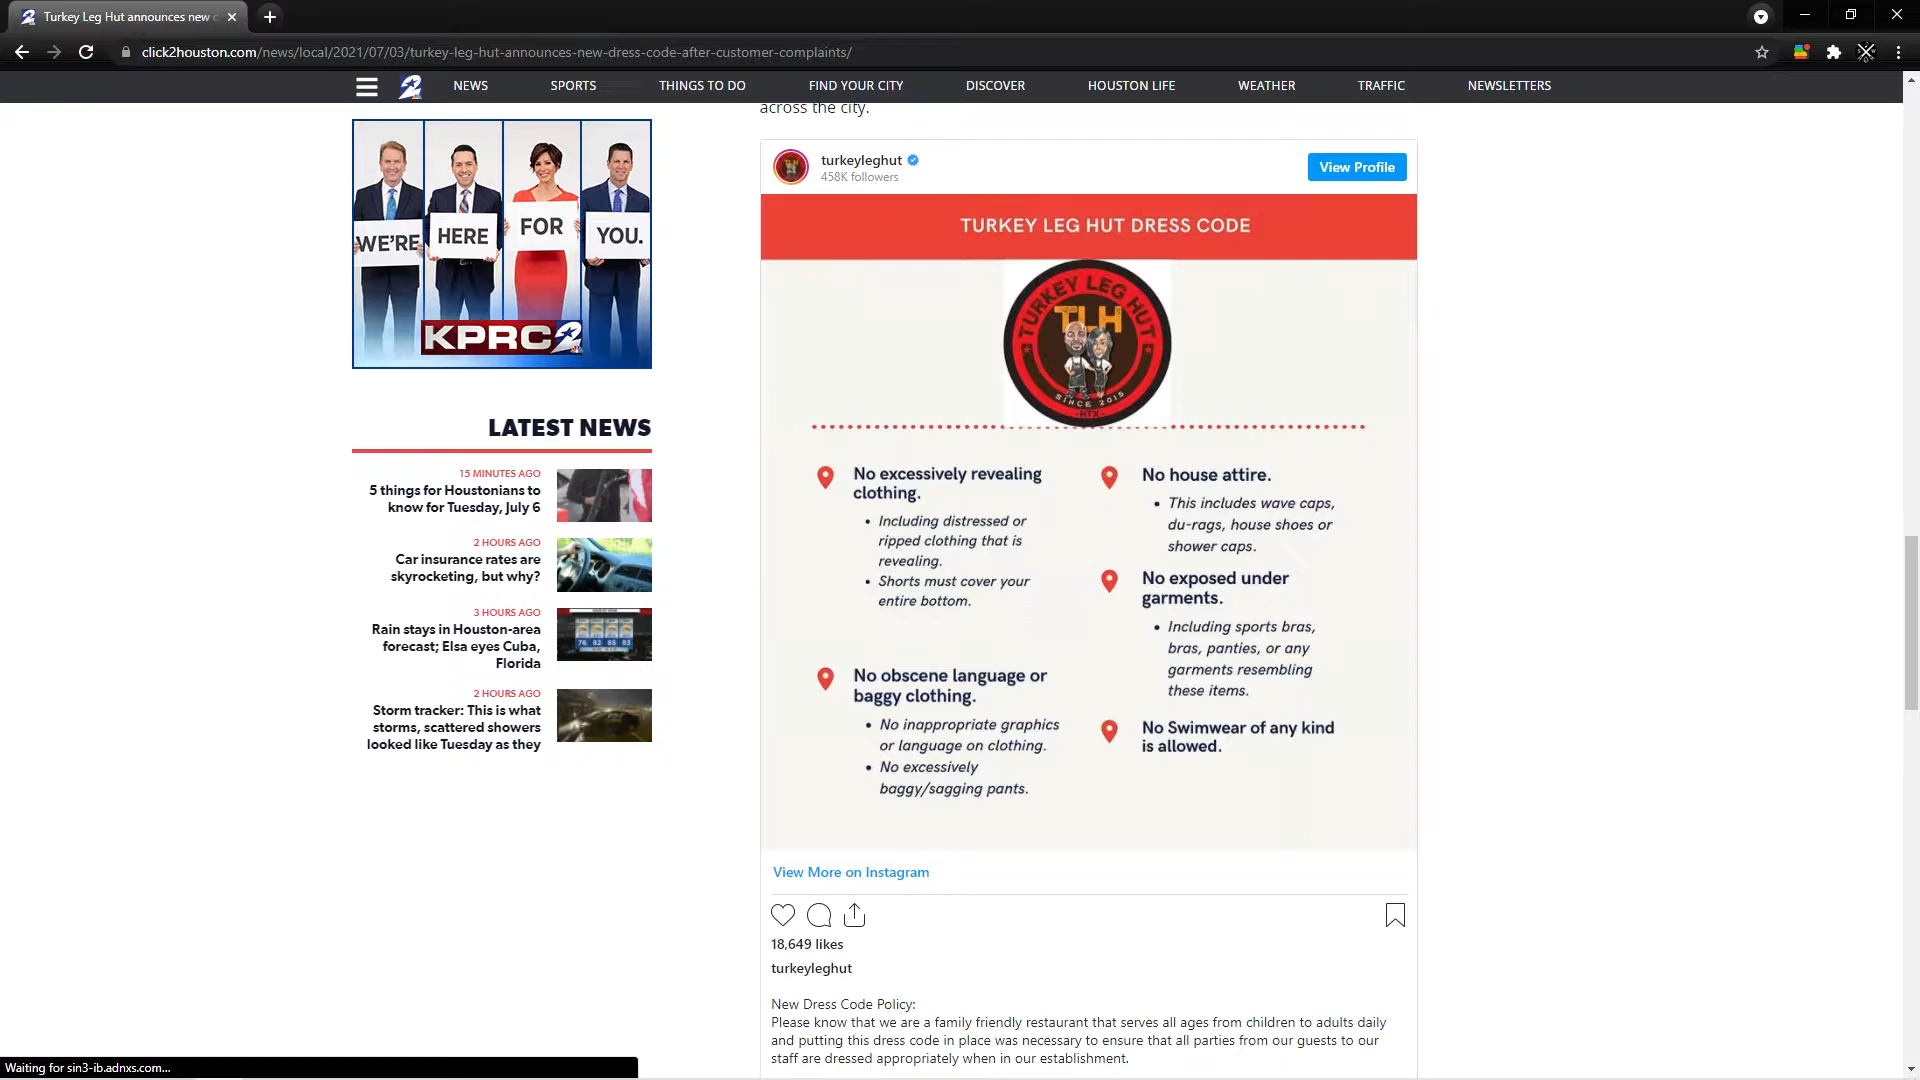 Turkey Leg Hut announces new c
click2houston.com/news/local/2021/07/03/turkey-leg-hut-announces-new-dress-code-after-customer-complaints/
NEWS SPORTS THINGS TO DO FIND YOUR CITY DISCOVER HOUSTON LIFE WEATHER TRAFFIC NEWSLETTERS
WE'RE HERE FOR YOU.
KPRC 2
LATEST NEWS
15 MINUTES AGO
5 things for Houstonians to
know for Tuesday, July 6
2 HOURS AGO
Car insurance rates are
skyrocketing, but why?
3 HOURS AGO
Rain stays in Houston-area
forecast; Elsa eyes Cuba,
Florida
76 82 85 83
2 HOURS AGO
Storm tracker: This is what
storms, scattered showers
looked like Tuesday as they
across the city.
turkeyleghut
458K followers
View Profile
TURKEY LEG HUT DRESS CODE
TURKEY LEG HUT
TLH
SINCE 2015
-HTX-
No excessively revealing
clothing.
• Including distressed or
ripped clothing that is
revealing.
• Shorts must cover your
entire bottom.
No obscene language or
baggy clothing.
• No inappropriate graphics
or language on clothing.
• No excessively
baggy/sagging pants.
No house attire.
• This includes wave caps,
du-rags, house shoes or
shower caps.
No exposed under
garments.
• Including sports bras,
bras, panties, or any
garments resembling
these items.
No Swimwear of any kind
is allowed.
View More on Instagram
18,649 likes
turkeyleghut
New Dress Code Policy:
Please know that we are a family friendly restaurant that serves all ages from children to adults daily
and putting this dress code in place was necessary to ensure that all parties from our guests to our
staff are dressed appropriately when in our establishment.
Waiting for sin3-ib.adnxs.com...